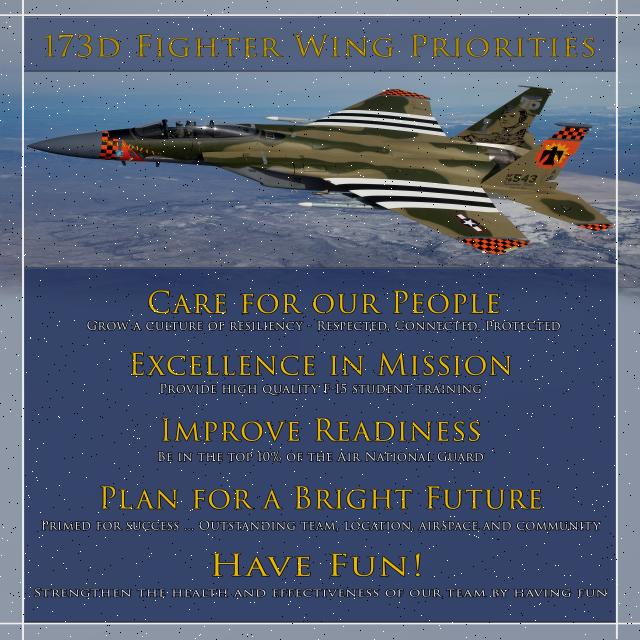 173d Fighter Wing Priorities
543
Care for our People
Grow a culture of resiliency - Respected, Connected, Protected
Excellence in Mission
Provide high quality F-15 student training
Improve Readiness
Be in the top 10% of the Air National Guard
Plan for a Bright Future
Primed for success ... Outstanding team, location, airspace and community
Have Fun!
Strengthen the health and effectiveness of our team by having fun